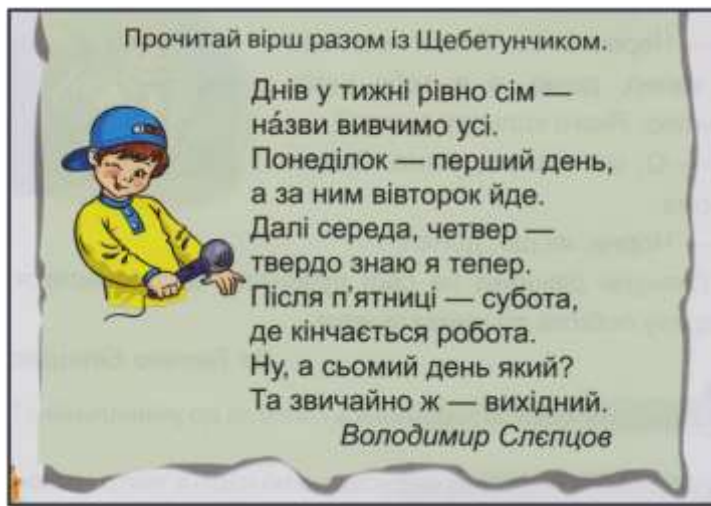 Прочитай вірш разом із Щебетунчиком.
Днів у тижні рівно сім —
на́зви вивчимо усі.
Понеділок — перший день,
а за ним вівторок йде.
Далі середа, четвер —
твердо знаю я тепер.
Після п’ятниці — субота,
де кінчається робота.
Ну, а сьомий день який?
Та звичайно ж — вихідний.
Володимир Слєпцов